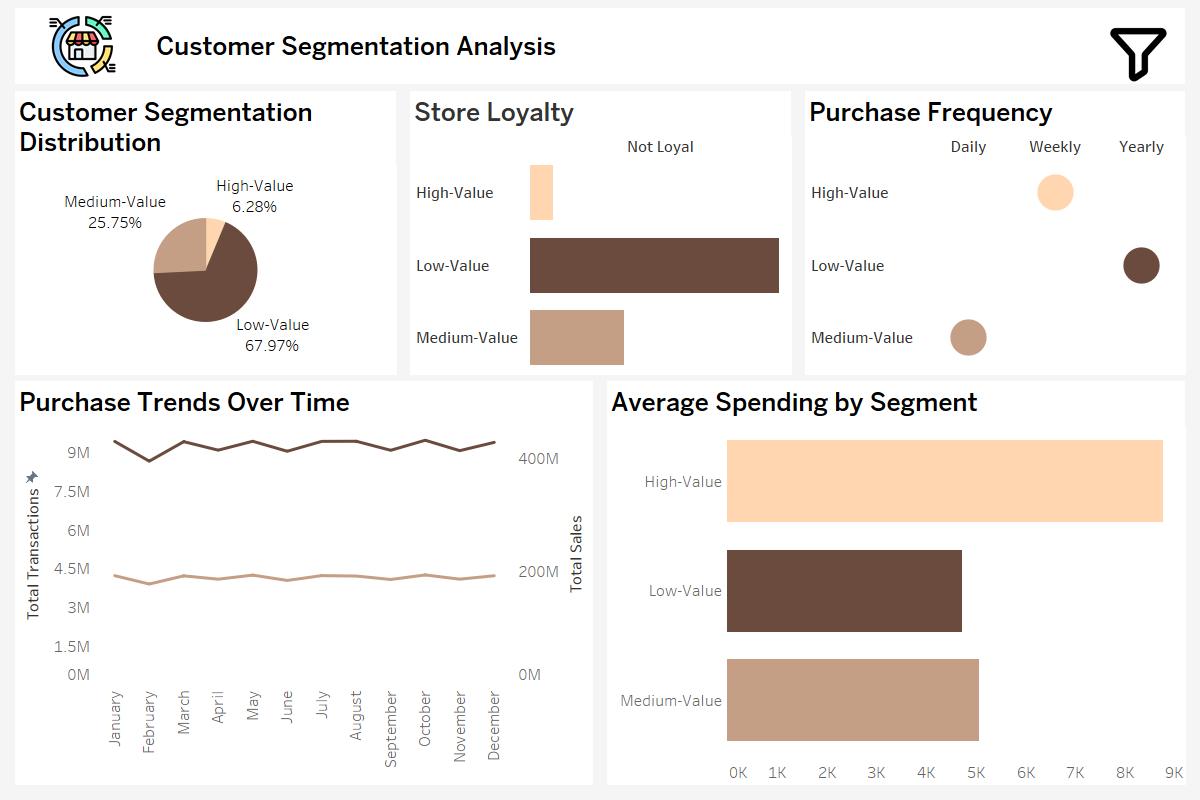 Customer Segmentation Analysis
Customer Segmentation
Distribution
High-Value
6.28%
Medium-Value
25.75%
Low-Value
67.97%
Store Loyalty
Not Loyal
High-Value
Low-Value
Medium-Value
Purchase Frequency
Daily Weekly Yearly
High-Value
Low-Value
Medium-Value
Purchase Trends Over Time
Total Transactions
9M
7.5M
6M
4.5M
3M
1.5M
0M
400M
200M
0M
Total Sales
January
February
March
April
May
June
July
August
September
October
November
December
Average Spending by Segment
High-Value
Low-Value
Medium-Value
0K 1K 2K 3K 4K 5K 6K 7K 8K 9K